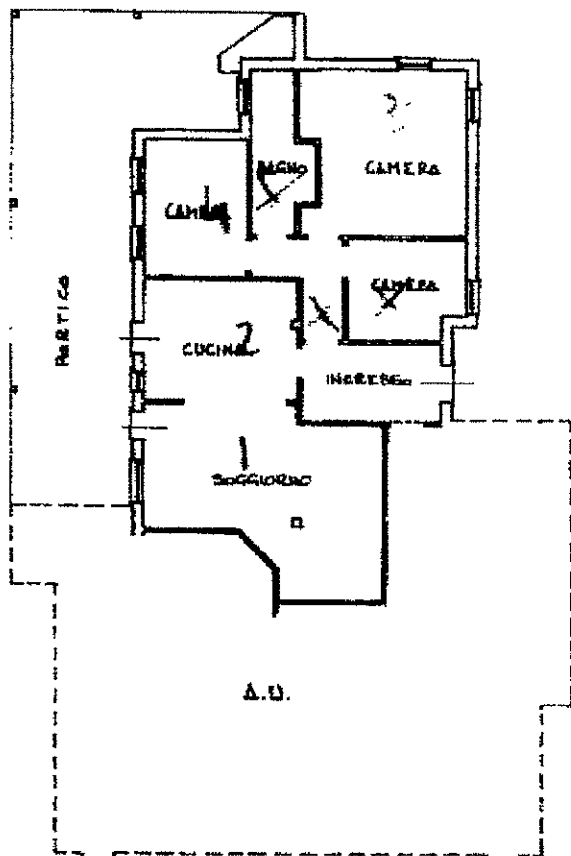 BAGNO
CAMERA
CAMERA
CAMERA
PORTICO
CUCINA
INGRESSO
SOGGIORNO
A.U.